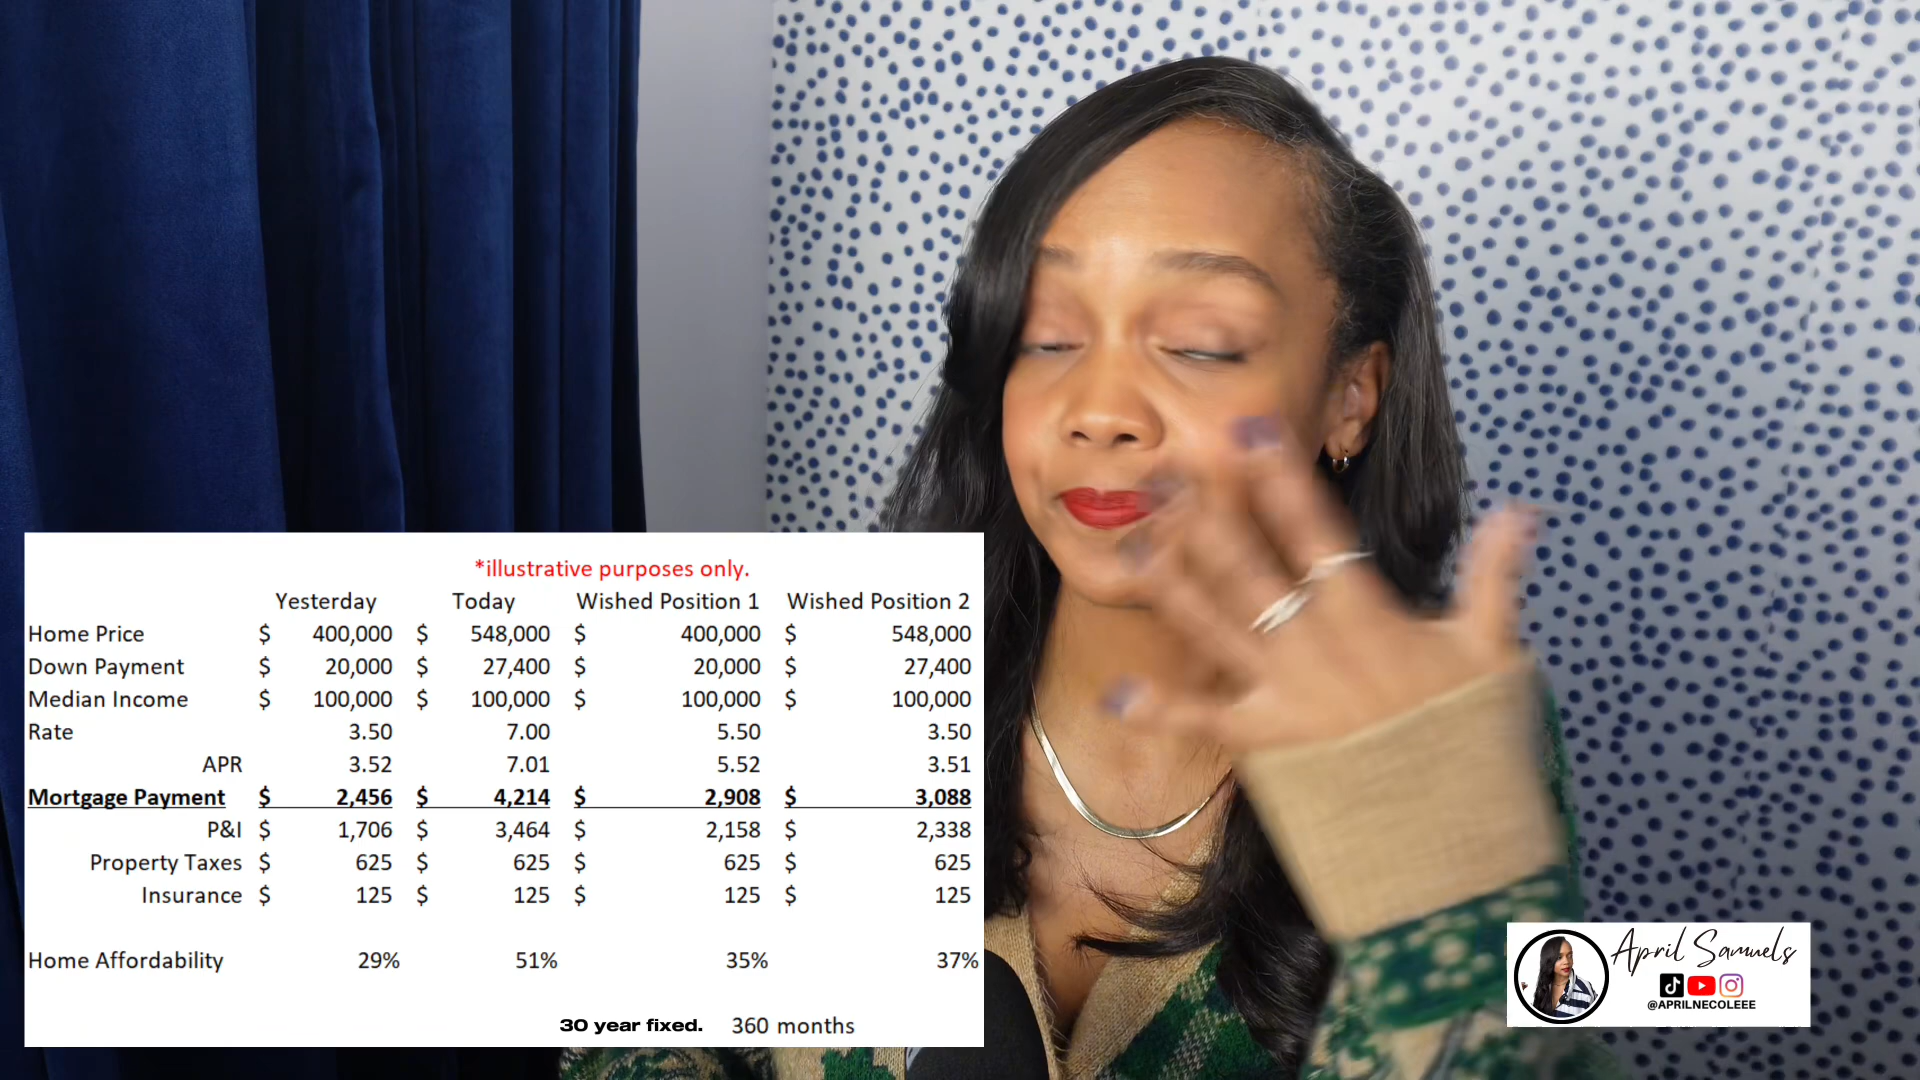 *illustrative purposes only.
Yesterday Today Wished Position 1 Wished Position 2
Home Price $ 400,000 $ 548,000 $ 400,000 $ 548,000
Down Payment $ 20,000 $ 27,400 $ 20,000 $ 27,400
Median Income $ 100,000 $ 100,000 $ 100,000 $ 100,000
Rate 3.50 7.00 5.50 3.50
APR 3.52 7.01 5.52 3.51
Mortgage Payment $ 2,456 $ 4,214 $ 2,908 $ 3,088
P&I $ 1,706 $ 3,464 $ 2,158 $ 2,338
Property Taxes $ 625 $ 625 $ 625 $ 625
Insurance $ 125 $ 125 $ 125 $ 125
Home Affordability 29% 51% 35% 37%
30 year fixed. 360 months
April Samuels
@APRILNECOLEEE